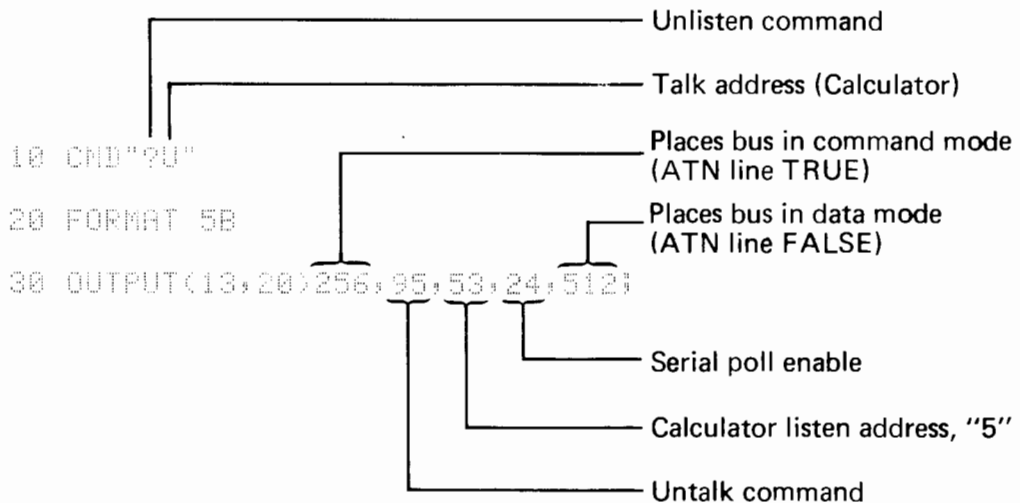 Unlisten command
Talk address (Calculator)
10 CMD"?U"
Places bus in command mode
(ATN line TRUE)
20 FORMAT 5B
Places bus in data mode
(ATN line FALSE)
30 OUTPUT(13,20)256,95,53,24,512;
Serial poll enable
Calculator listen address, "5"
Untalk command